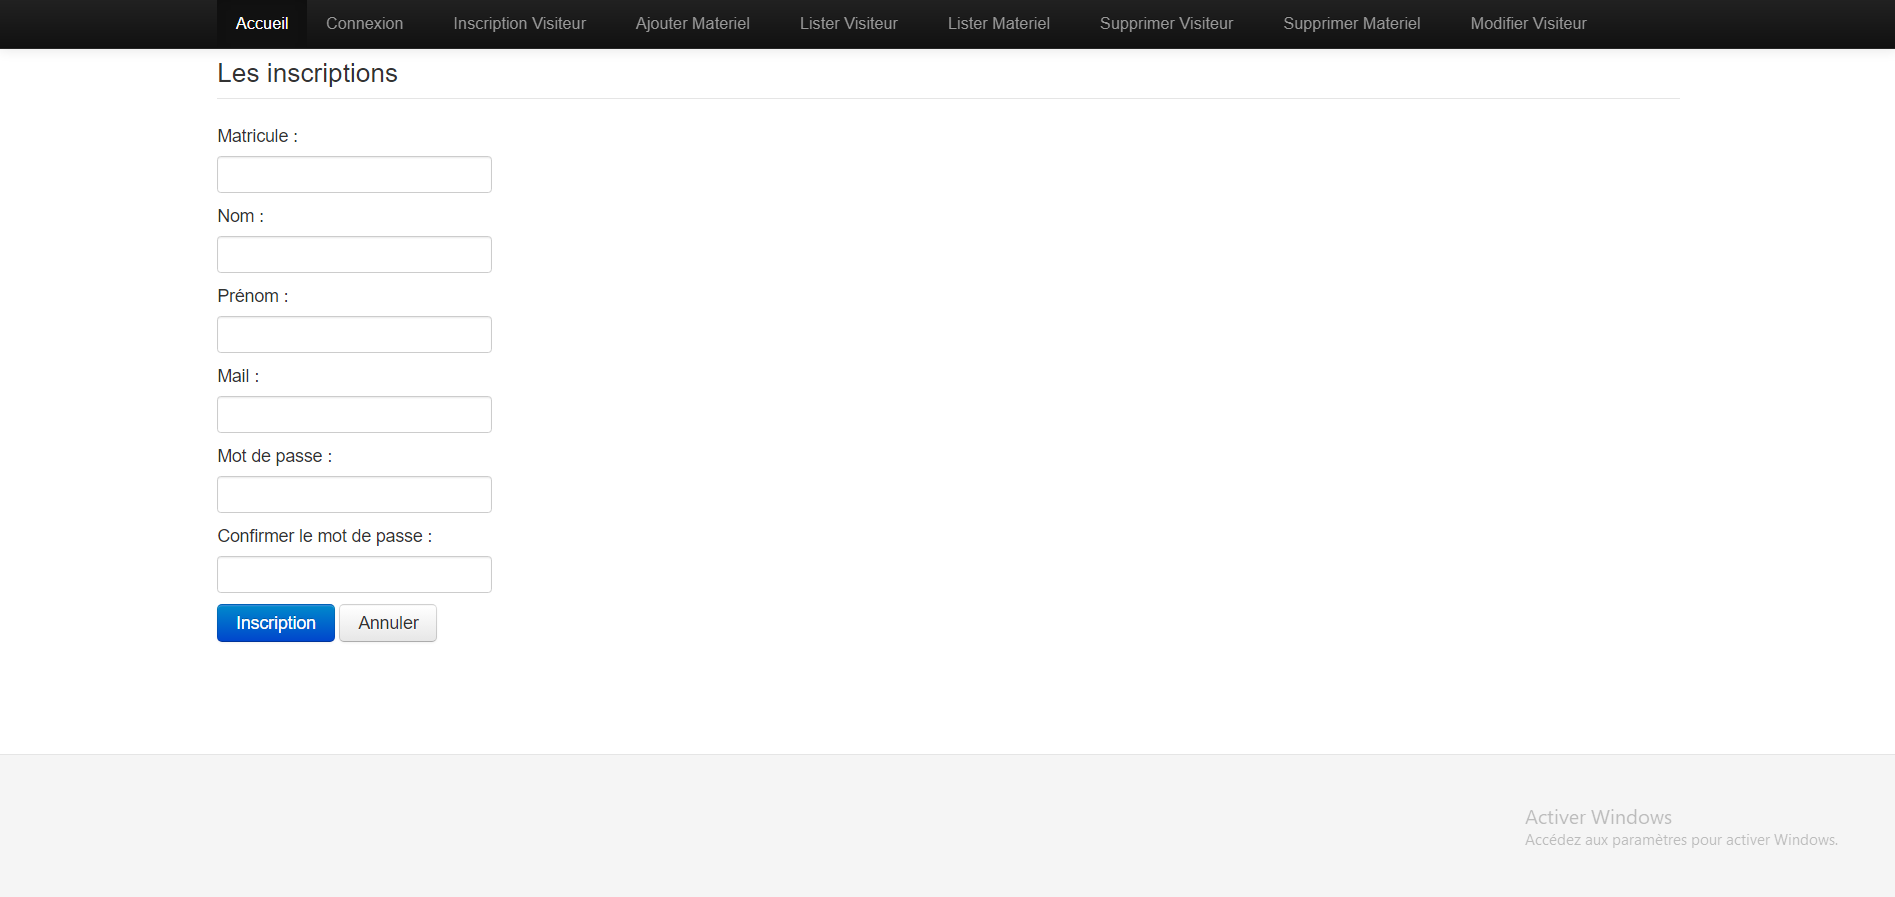 Accueil Connexion Inscription Visiteur Ajouter Materiel Lister Visiteur Lister Materiel Supprimer Visiteur Supprimer Materiel Modifier Visiteur
Les inscriptions
Matricule :
Nom :
Prénom :
Mail :
Mot de passe :
Confirmer le mot de passe :
Inscription Annuler
Activer Windows
Accédez aux paramètres pour activer Windows.